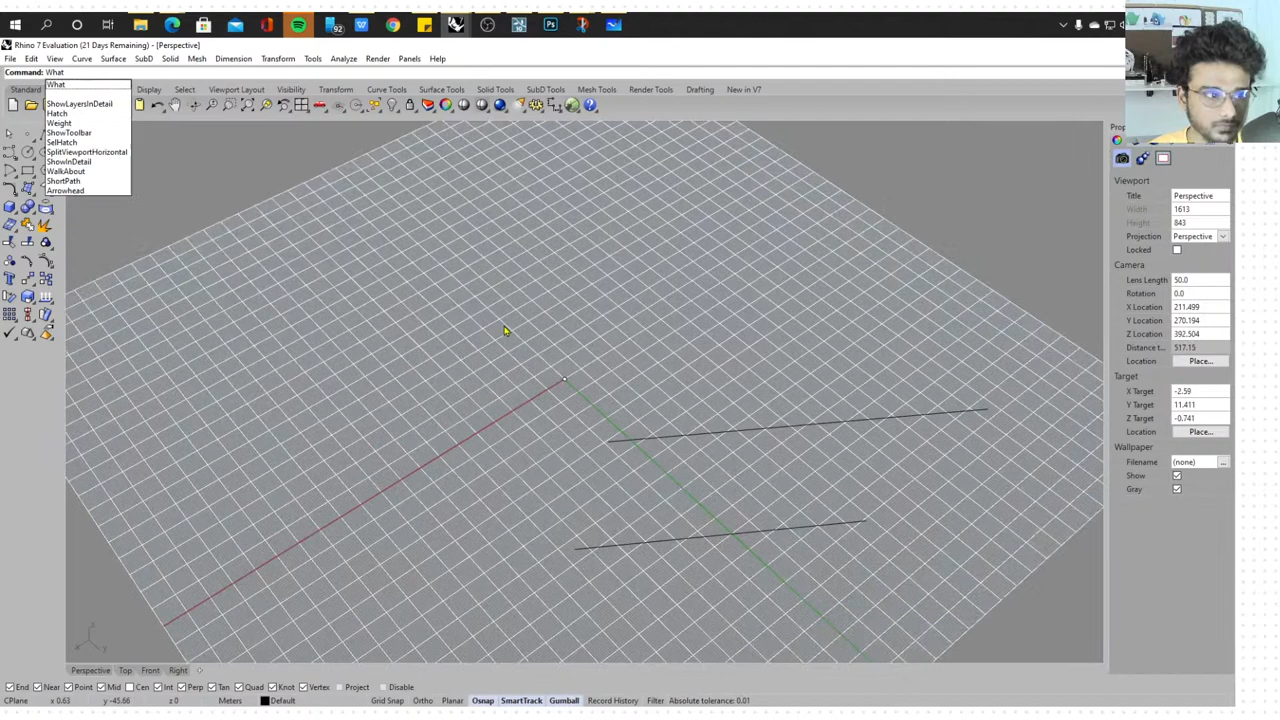 92
10
Ps
Rhino 7 Evaluation (21 Days Remaining) - [Perspective]
File Edit View Curve Surface SubD Solid Mesh Dimension Transform Tools Analyze Render Panels Help
Command: What
What
ShowLayersInDetail
Hatch
Weight
ShowToolbar
SelHatch
SplitViewportHorizontal
ShowInDetail
WalkAbout
ShortPath
Arrowhead
Standard Display Select Viewport Layout Visibility Transform Curve Tools Surface Tools Solid Tools SubD Tools Mesh Tools Render Tools Drafting New in V7
Viewport
Title Perspective
Width 1613
Height 843
Projection Perspective
Locked
Camera
Lens Length 50.0
Rotation 0.0
X Location 211.499
Y Location 270.194
Z Location 392.504
Distance t... 517.15
Location Place...
Target
X Target -2.59
Y Target 11.411
Z Target -0.741
Location Place...
Wallpaper
Filename (none) ...
Show
Gray
Perspective Top Front Right
End Near Point Mid Cen Int Perp Tan Quad Knot Vertex Project Disable
CPlane x 0.63 y -45.66 z 0 Meters Default Grid Snap Ortho Planar Osnap SmartTrack Gumball Record History Filter Absolute tolerance: 0.01